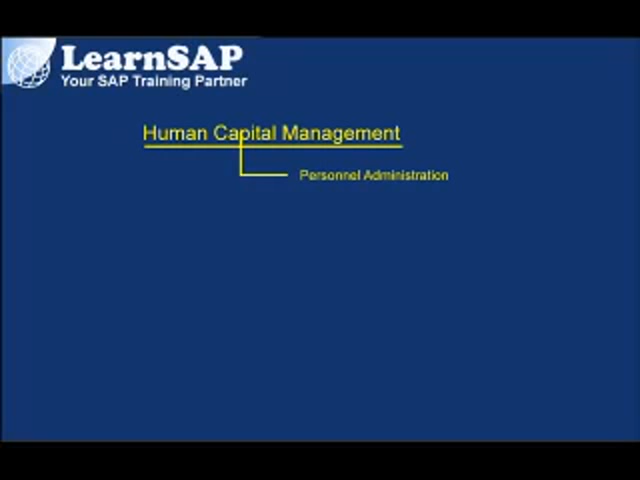 LearnSAP
Your SAP Training Partner
Human Capital Management
Personnel Administration